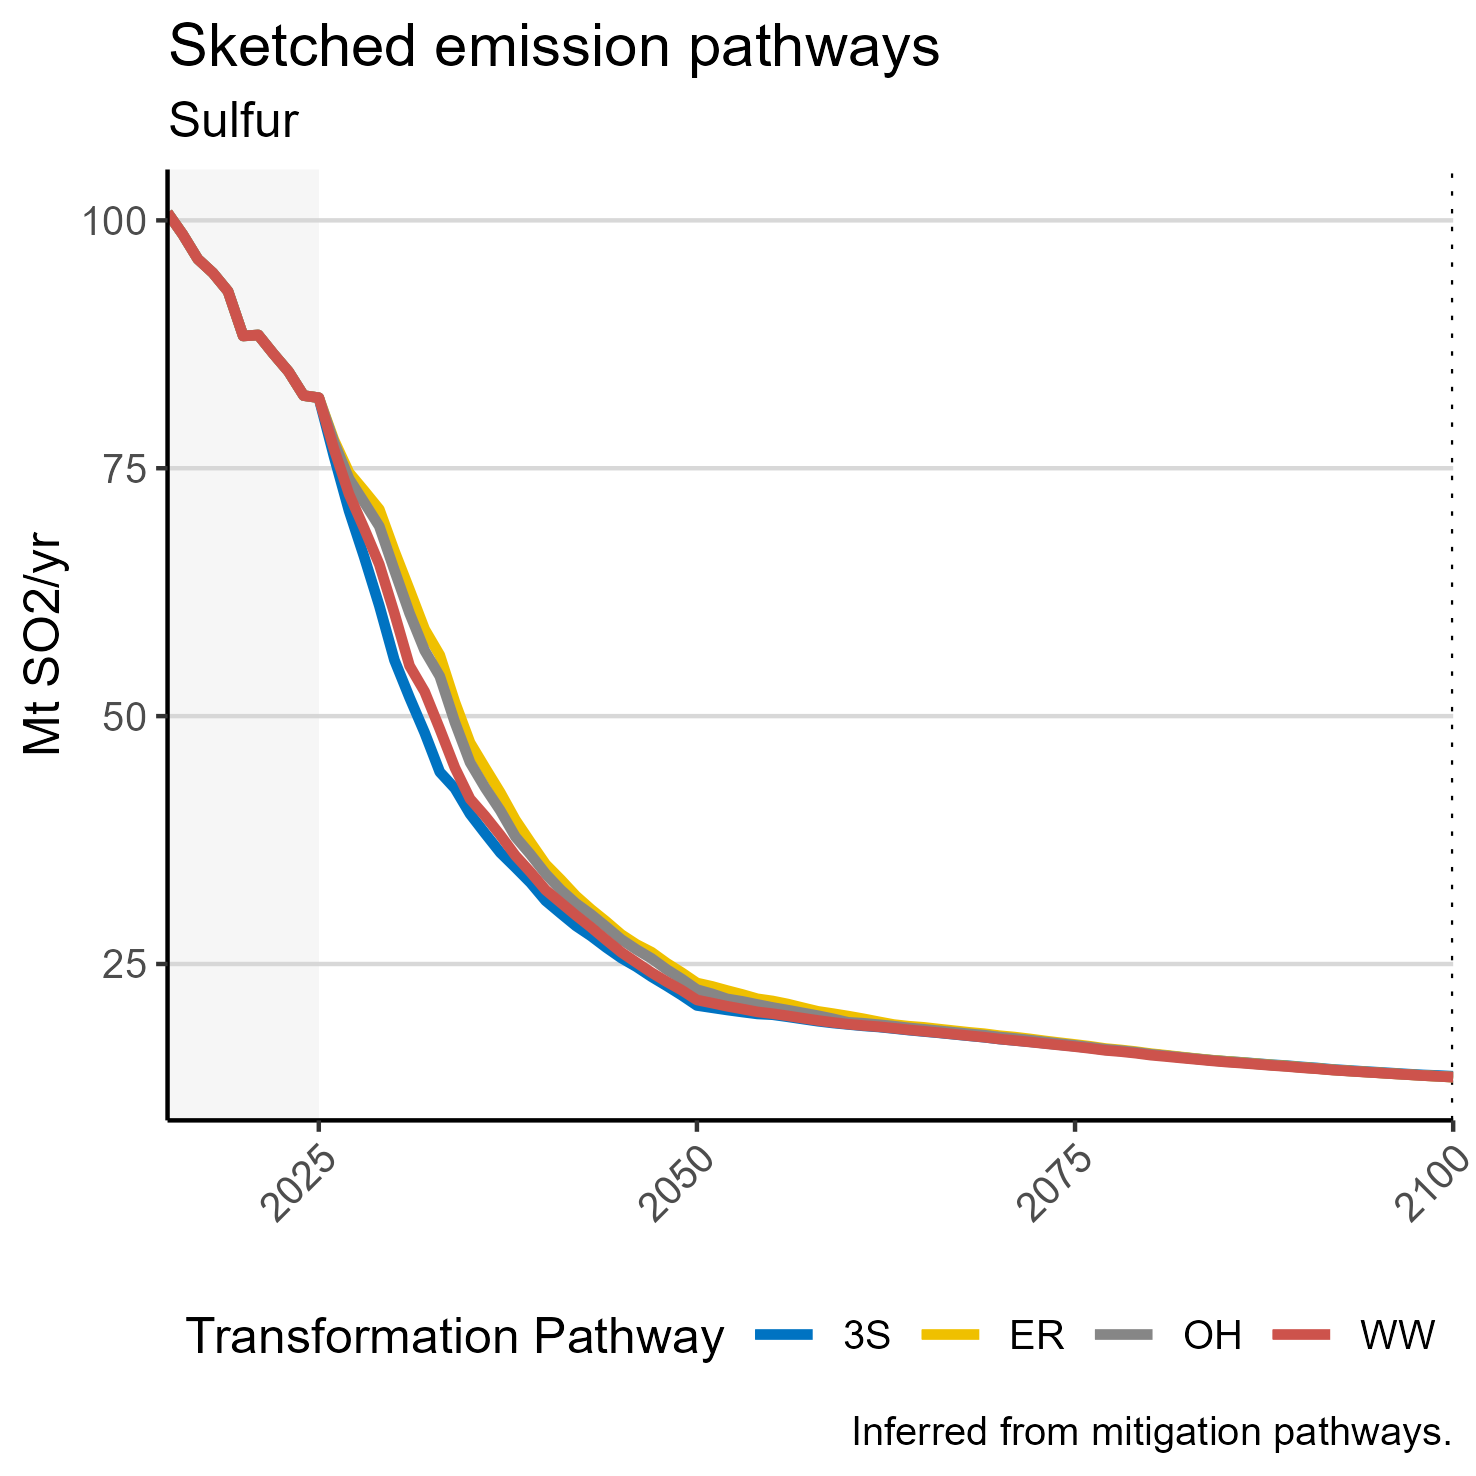 Sketched emission pathways
Sulfur
Mt SO2/yr
100
75
50
25
2025
2050
2075
2100
Transformation Pathway 3S ER OH WW
Inferred from mitigation pathways.